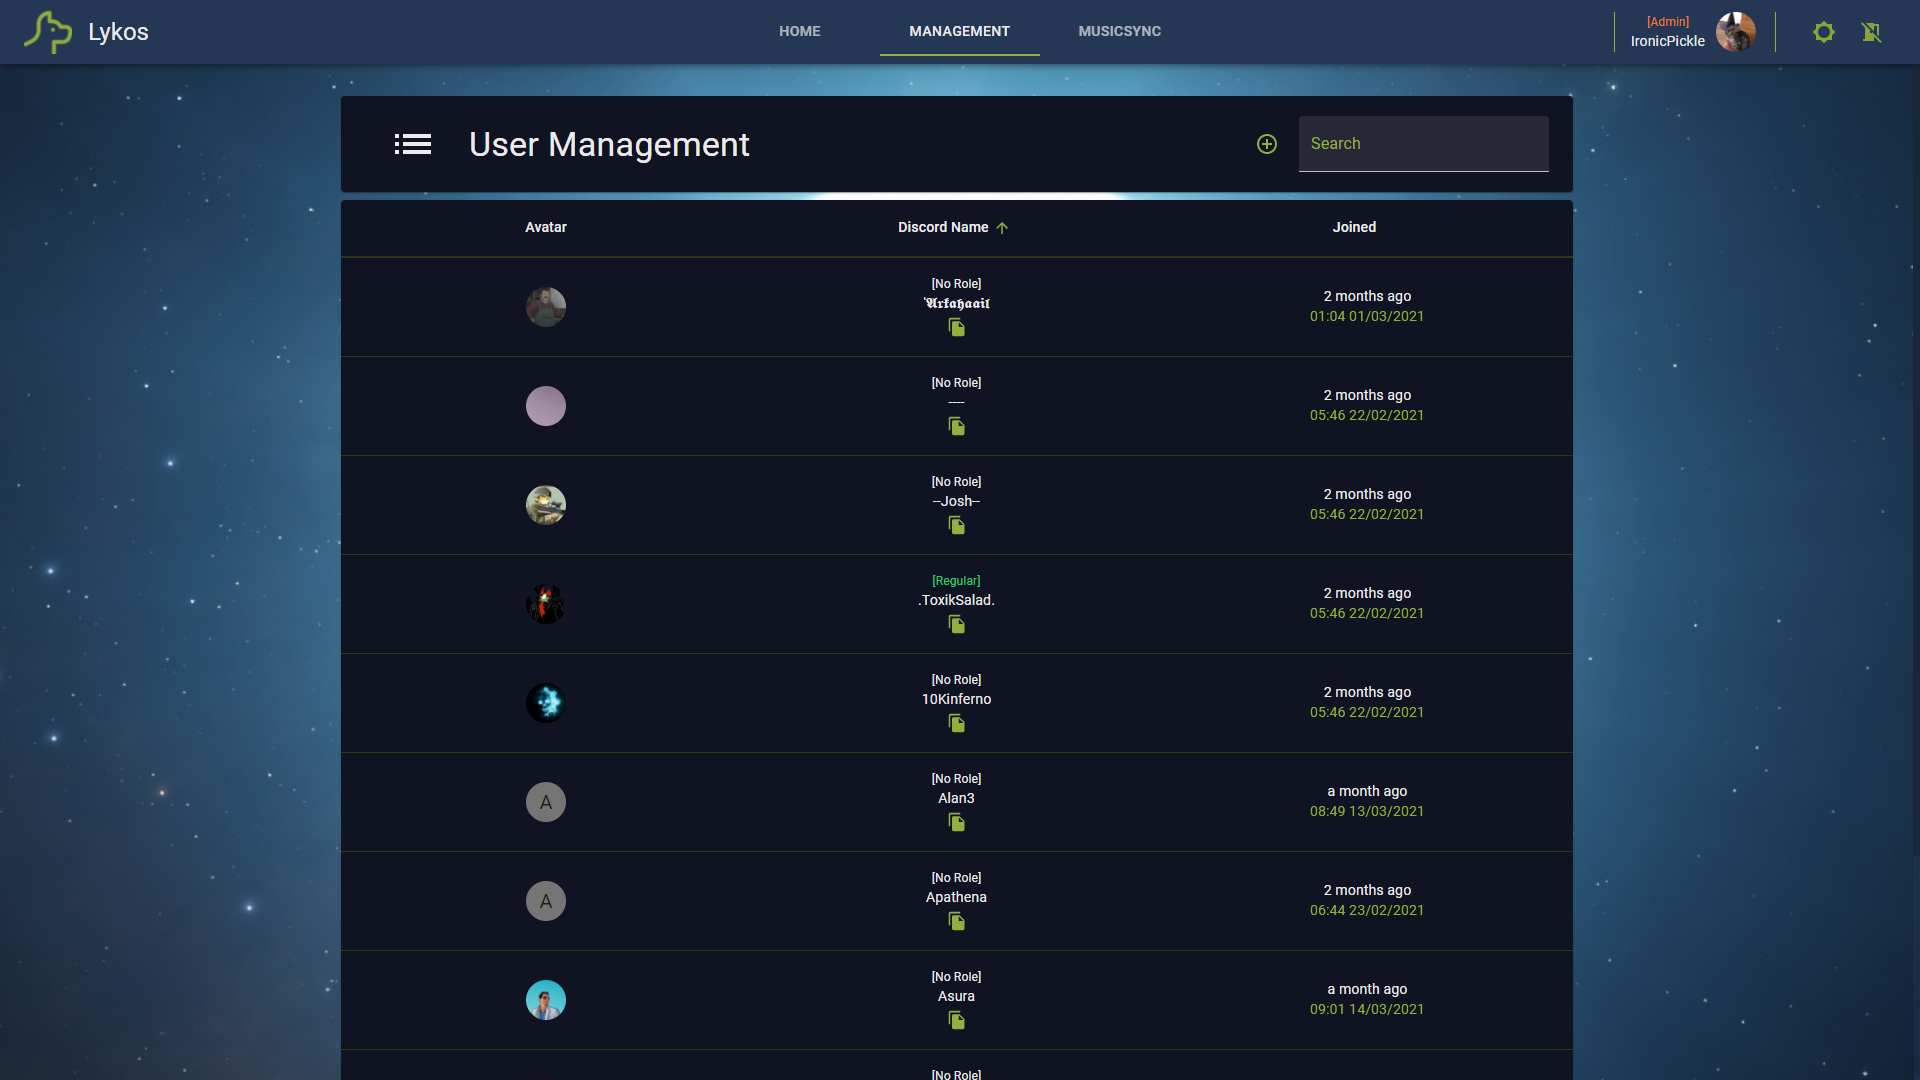 Lykos
HOME
MANAGEMENT
MUSICSYNC
[Admin]
IronicPickle
User Management
Search
Avatar
Discord Name
Joined
[No Role]
'𝕬𝖗𝖋𝖆𝖍𝖆𝖆𝖎𝖑
2 months ago
01:04 01/03/2021
[No Role]
----
2 months ago
05:46 22/02/2021
[No Role]
--Josh--
2 months ago
05:46 22/02/2021
[Regular]
.ToxikSalad.
2 months ago
05:46 22/02/2021
[No Role]
10Kinferno
2 months ago
05:46 22/02/2021
A
[No Role]
Alan3
a month ago
08:49 13/03/2021
A
[No Role]
Apathena
2 months ago
06:44 23/02/2021
[No Role]
Asura
a month ago
09:01 14/03/2021
[No Role]